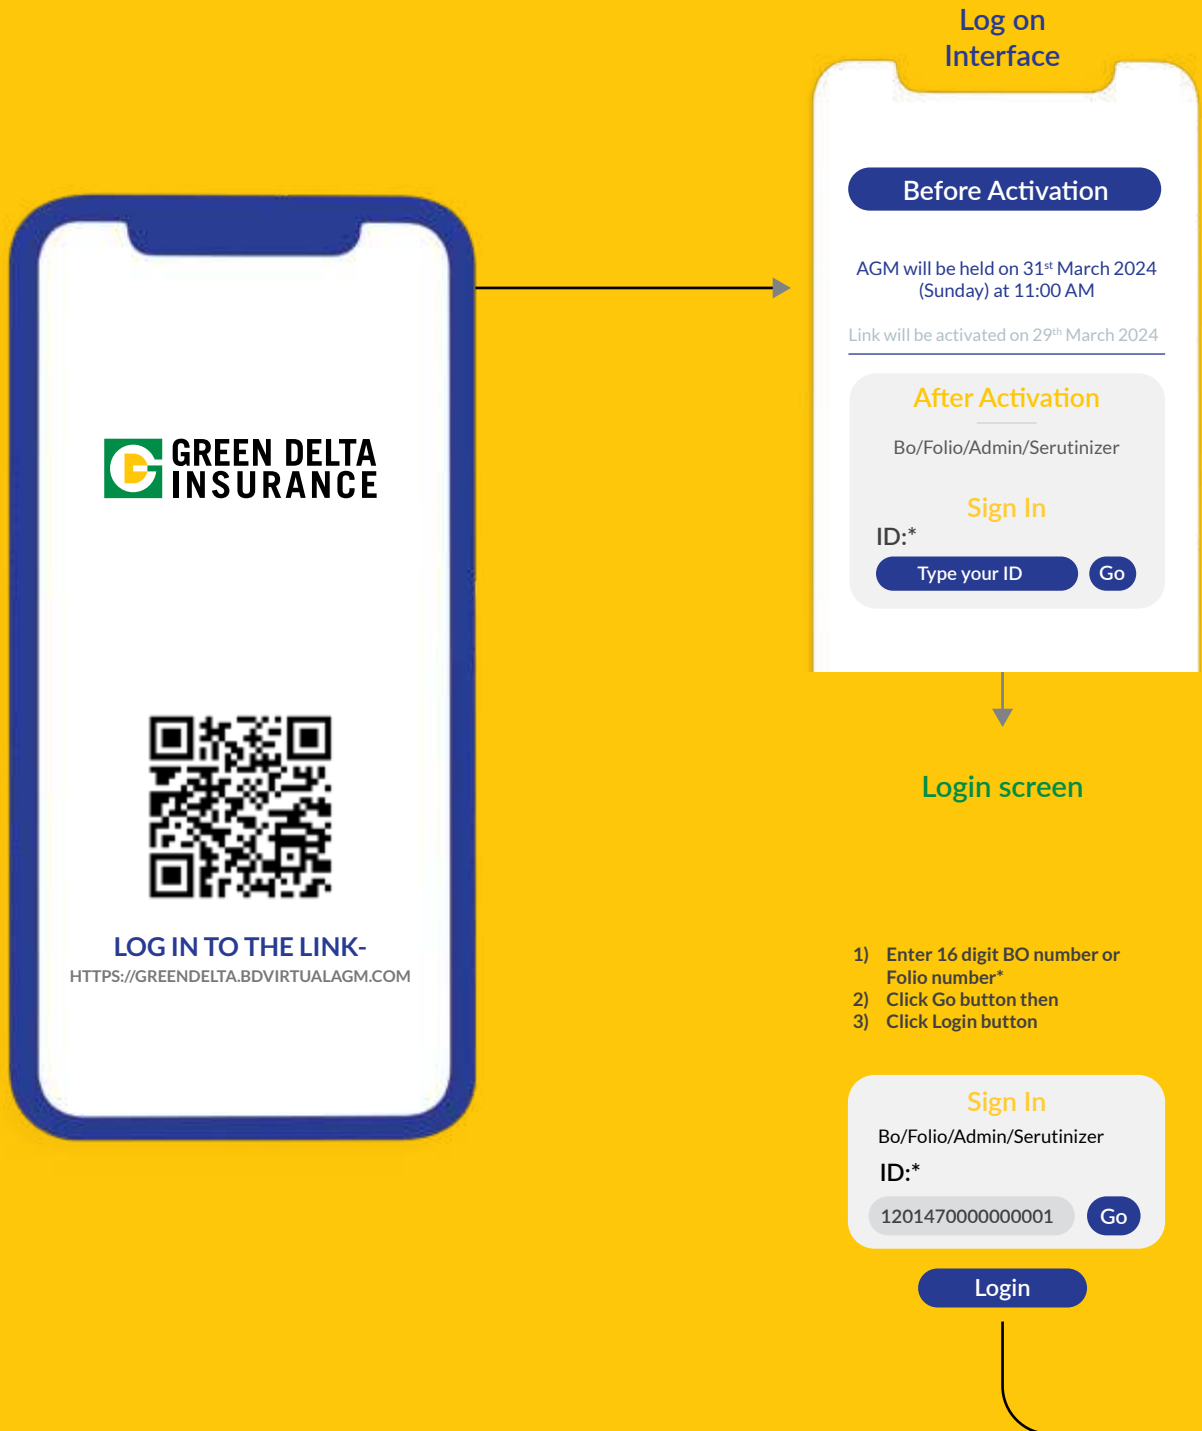 GREEN DELTA
INSURANCE
LOG IN TO THE LINK-
HTTPS://GREENDELTA.BDVIRTUALAGM.COM
Log on
Interface
Before Activation
AGM will be held on 31st March 2024
(Sunday) at 11:00 AM
Link will be activated on 29th March 2024
After Activation
Bo/Folio/Admin/Serutinizer
Sign In
ID:*
Type your ID Go
Login screen
1) Enter 16 digit BO number or
Folio number*
2) Click Go button then
3) Click Login button
Sign In
Bo/Folio/Admin/Serutinizer
ID:*
1201470000000001 Go
Login